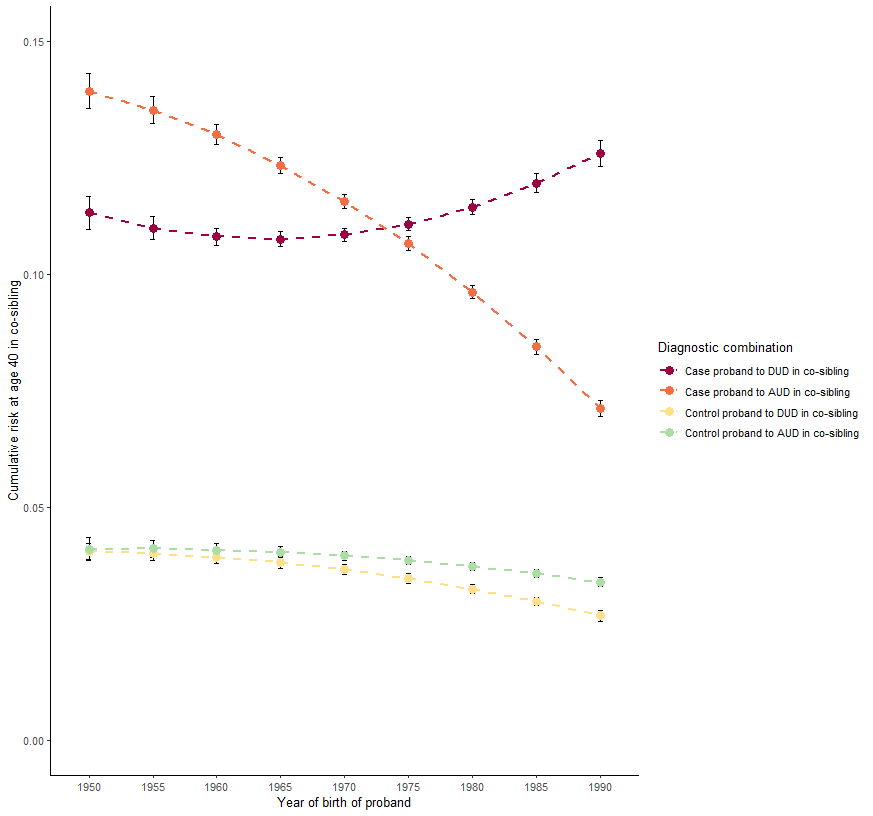 0.15
0.10
0.05
0.00
Cumulative risk at age 40 in co-sibling
1950 1955 1960 1965 1970 1975 1980 1985 1990
Year of birth of proband
Diagnostic combination
Case proband to DUD in co-sibling
Case proband to AUD in co-sibling
Control proband to DUD in co-sibling
Control proband to AUD in co-sibling